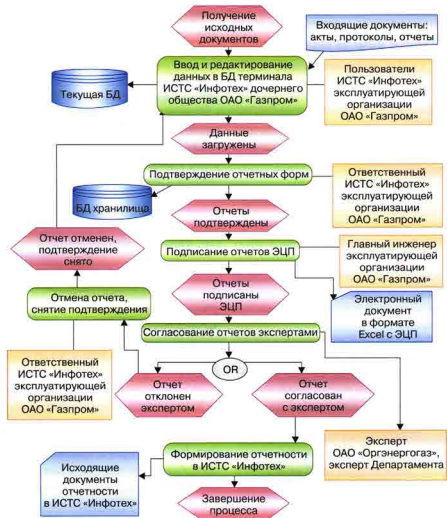 Получение
исходных
документов
Входящие документы:
акты, протоколы, отчеты
Ввод и редактирование
данных в БД терминала
ИСТС «Инфотех» дочернего
общества ОАО «Газпром»
Текущая БД
Пользователи
ИСТС «Инфотех»
эксплуатирующей
организации
ОАО «Газпром»
Данные
загружены
Подтверждение отчетных форм
Ответственный
ИСТС «Инфотех»
эксплуатирующей
организации
ОАО «Газпром»
БД хранилища
Отчеты
подтверждены
Отчет отменен,
подтверждение
снято
Подписание отчетов ЭЦП
Главный инженер
эксплуатирующей
организации
ОАО «Газпром»
Отчеты
подписаны
ЭЦП
Отмена отчета,
снятие подтверждения
Электронный
документ
в формате
Excel с ЭЦП
Согласование отчетов экспертами
OR
Ответственный
ИСТС «Инфотех»
эксплуатирующей
организации
ОАО «Газпром»
Отчет
отклонен
экспертом
Отчет
согласован
с экспертом
Эксперт
ОАО «Оргэнергогаз»,
эксперт Департамента
Формирование отчетности
в ИСТС «Инфотех»
Исходящие
документы
отчетности
в ИСТС «Инфотех»
Завершение
процесса